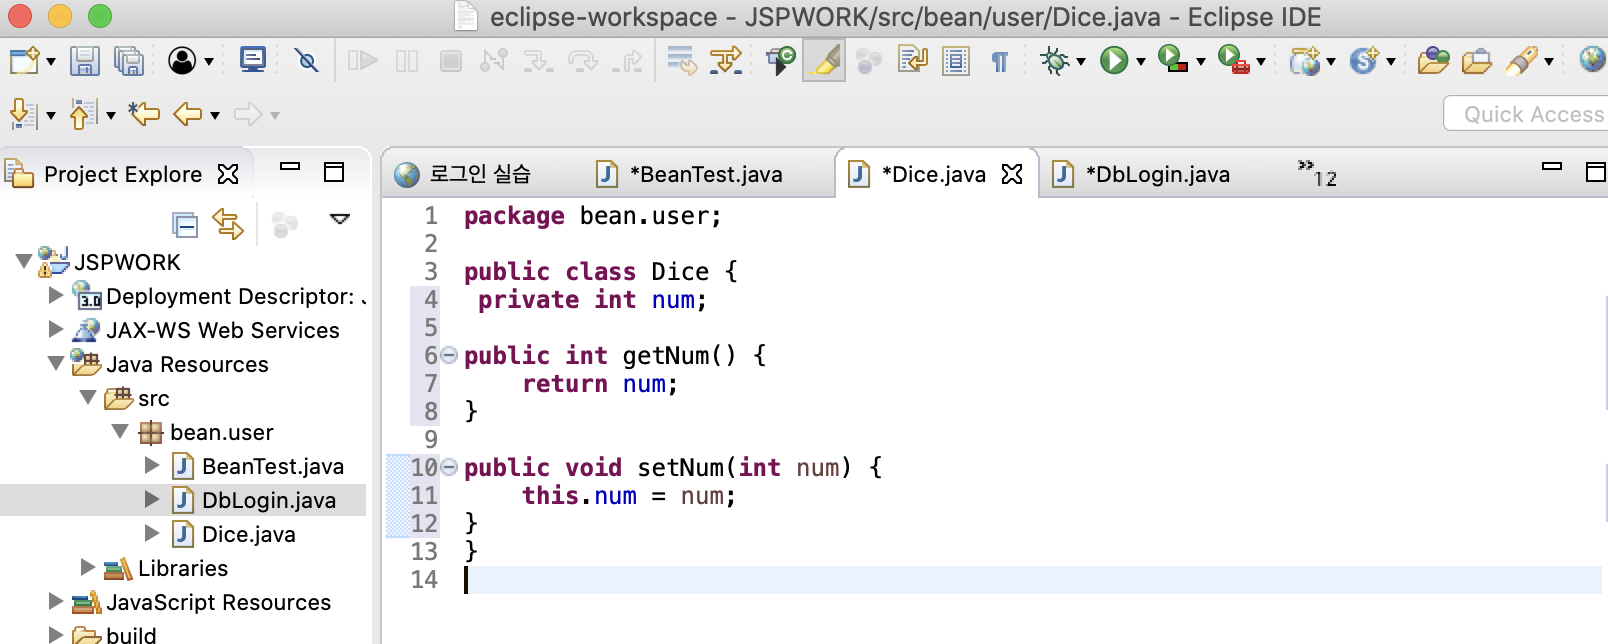 eclipse-workspace - JSPWORK/src/bean/user/Dice.java - Eclipse IDE
Quick Access
Project Explore
JSPWORK
3.0 Deployment Descriptor: J
JAX-WS Web Services
Java Resources
src
bean.user
BeanTest.java
DbLogin.java
Dice.java
Libraries
JavaScript Resources
build
로그인 실습 *BeanTest.java *Dice.java *DbLogin.java »12
1 package bean.user;
2
3 public class Dice {
4 private int num;
5
6 public int getNum() {
7 return num;
8 }
9
10 public void setNum(int num) {
11 this.num = num;
12 }
13 }
14